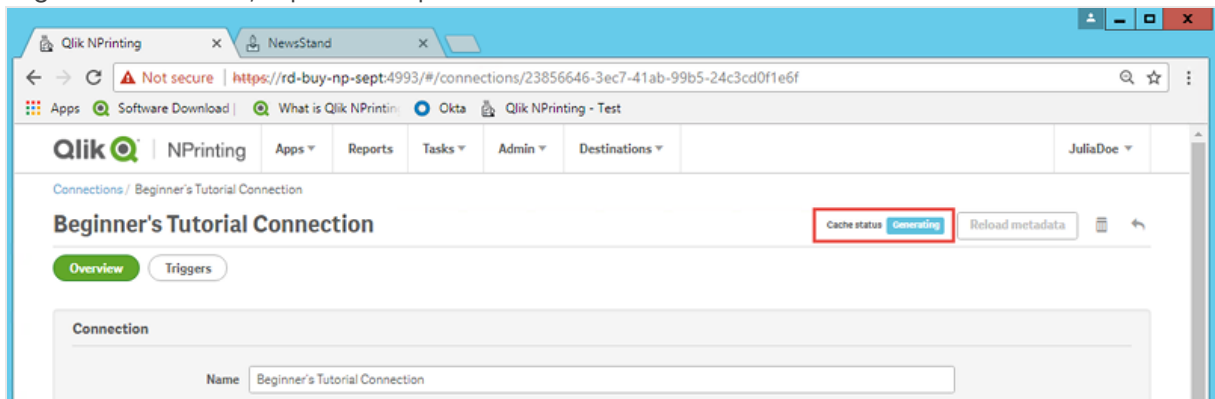 Qlik NPrinting NewsStand
Not secure | https://rd-buy-np-sept:4993/#/connections/23856646-3ec7-41ab-99b5-24c3cd0f1e6f
Apps Software Download | What is Qlik NPrinting Okta Qlik NPrinting - Test
Qlik NPrinting Apps Reports Tasks Admin Destinations JuliaDoe
Connections / Beginner's Tutorial Connection
Beginner's Tutorial Connection Cache status Generating Reload metadata
Overview Triggers
Connection
Name Beginner's Tutorial Connection